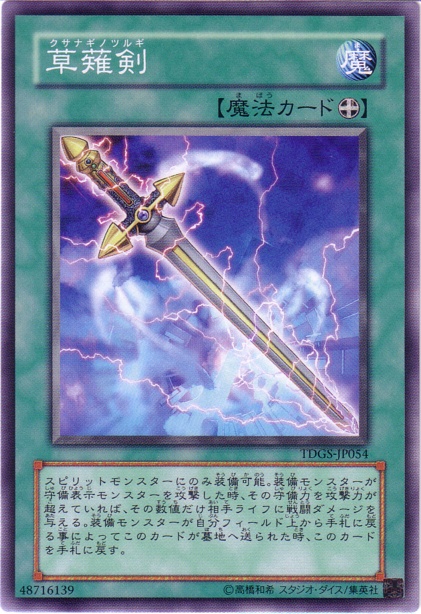 クサナギノツルギ
草薙剣
魔
【魔法カード】
TDGS-JP054
スピリットモンスターにのみ装備可能。装備モンスターが
守備表示モンスターを攻撃した時、その守備力を攻撃力が
超えていれば、その数値だけ相手ライフに戦闘ダメージを
与える。装備モンスターが自分フィールド上から手札に戻
る事によってこのカードが墓地へ送られた時、このカード
を手札に戻す。
48716139
©高橋和希 スタジオ・ダイス/集英社